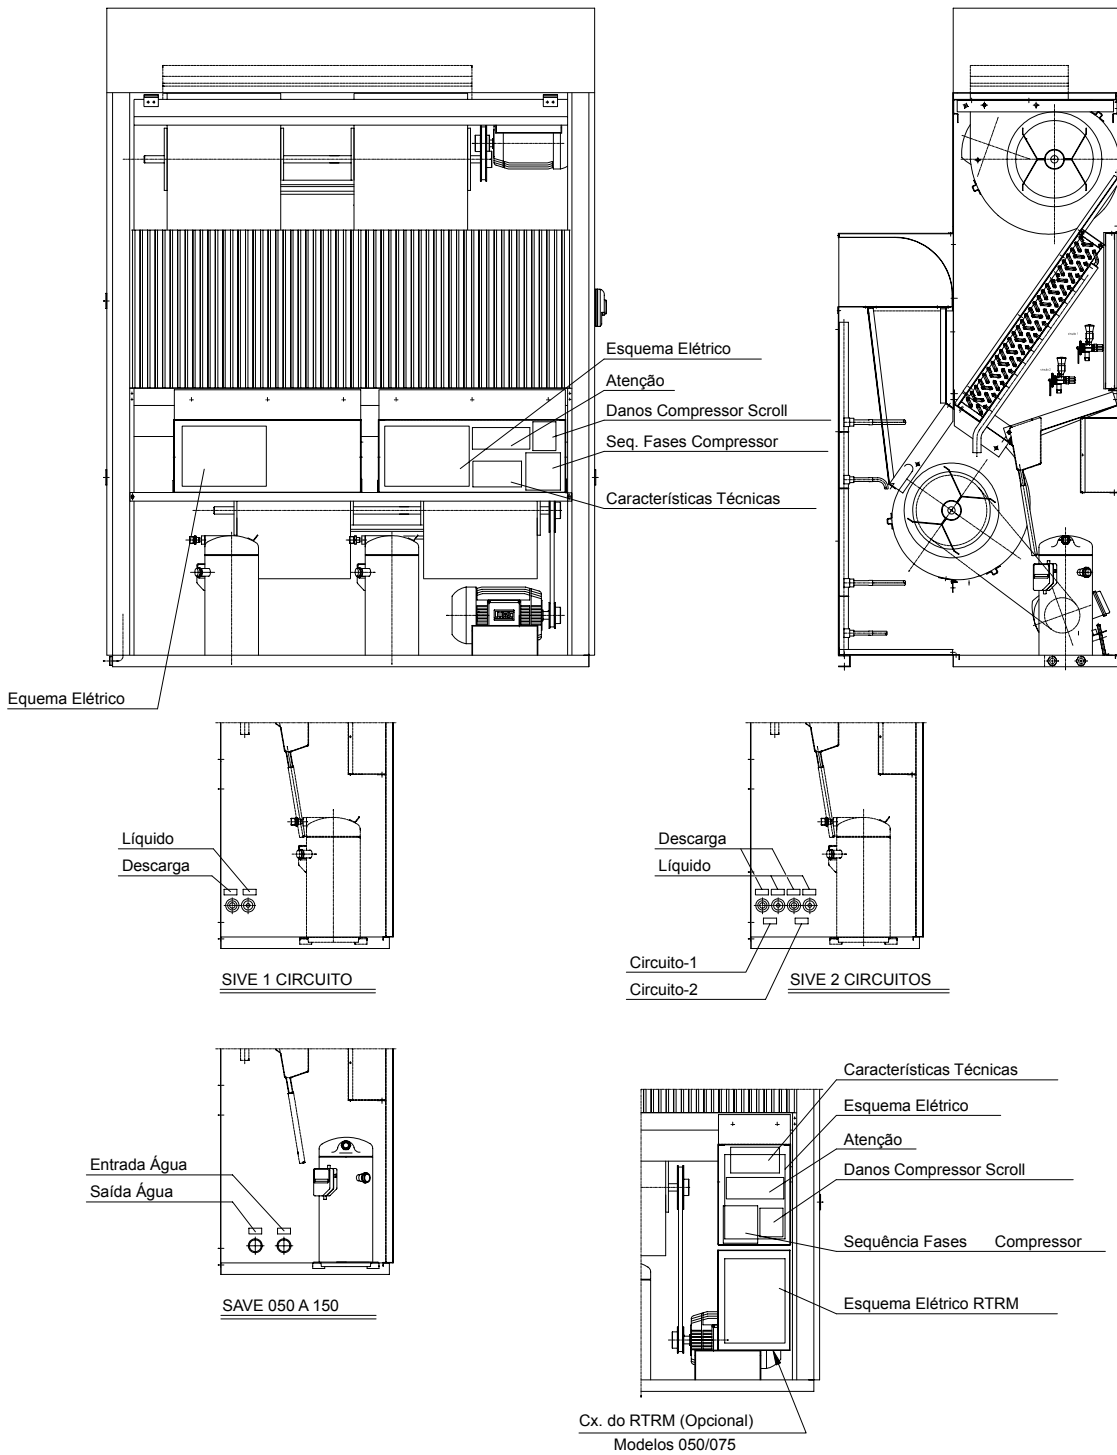 Esquema Elétrico
Atenção
Danos Compressor Scroll
Seq. Fases Compressor
Características Técnicas
Equema Elétrico
Líquido
Descarga
SIVE 1 CIRCUITO
Descarga
Líquido
Circuito-1
Circuito-2
SIVE 2 CIRCUITOS
Entrada Água
Saída Água
SAVE 050 A 150
Características Técnicas
Esquema Elétrico
Atenção
Danos Compressor Scroll
Sequência Fases Compressor
Esquema Elétrico RTRM
Cx. do RTRM (Opcional)
Modelos 050/075